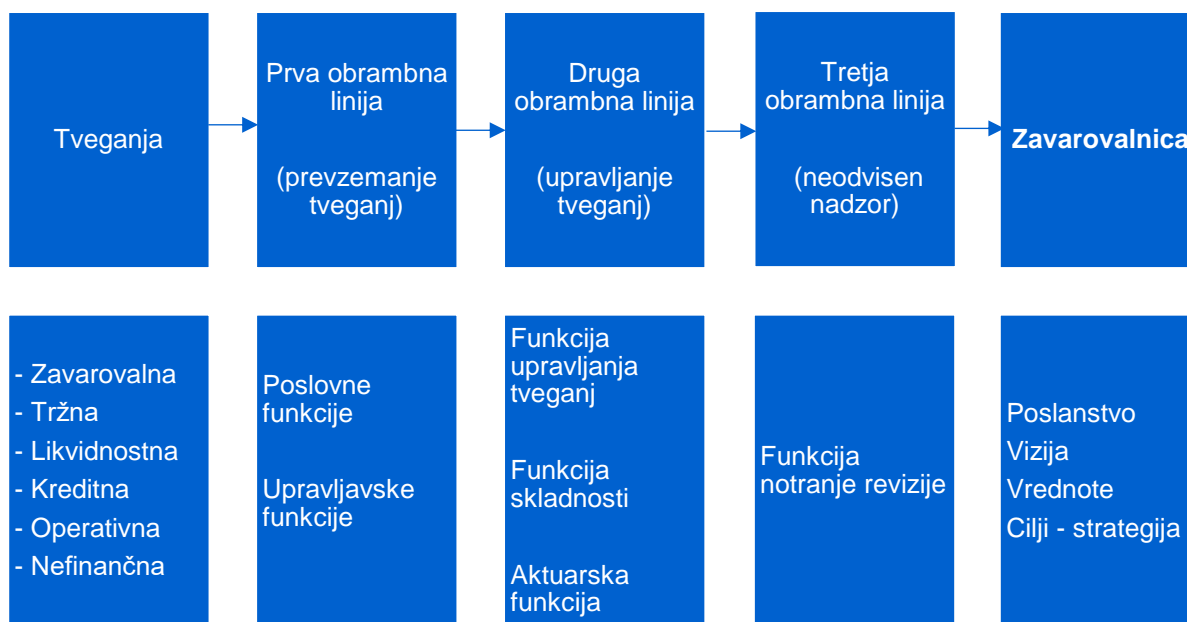 Tveganja
Prva obrambna
linija
(prevzemanje
tveganj)
Druga
obrambna linija
(upravljanje
tveganj)
Tretja
obrambna linija
(neodvisen
nadzor)
Zavarovalnica
- Zavarovalna
- Tržna
- Likvidnostna
- Kreditna
- Operativna
- Nefinančna
Poslovne
funkcije
Upravljavske
funkcije
Funkcija
upravljanja
tveganj
Funkcija
skladnosti
Aktuarska
funkcija
Funkcija
notranje revizije
Poslanstvo
Vizija
Vrednote
Cilji - strategija